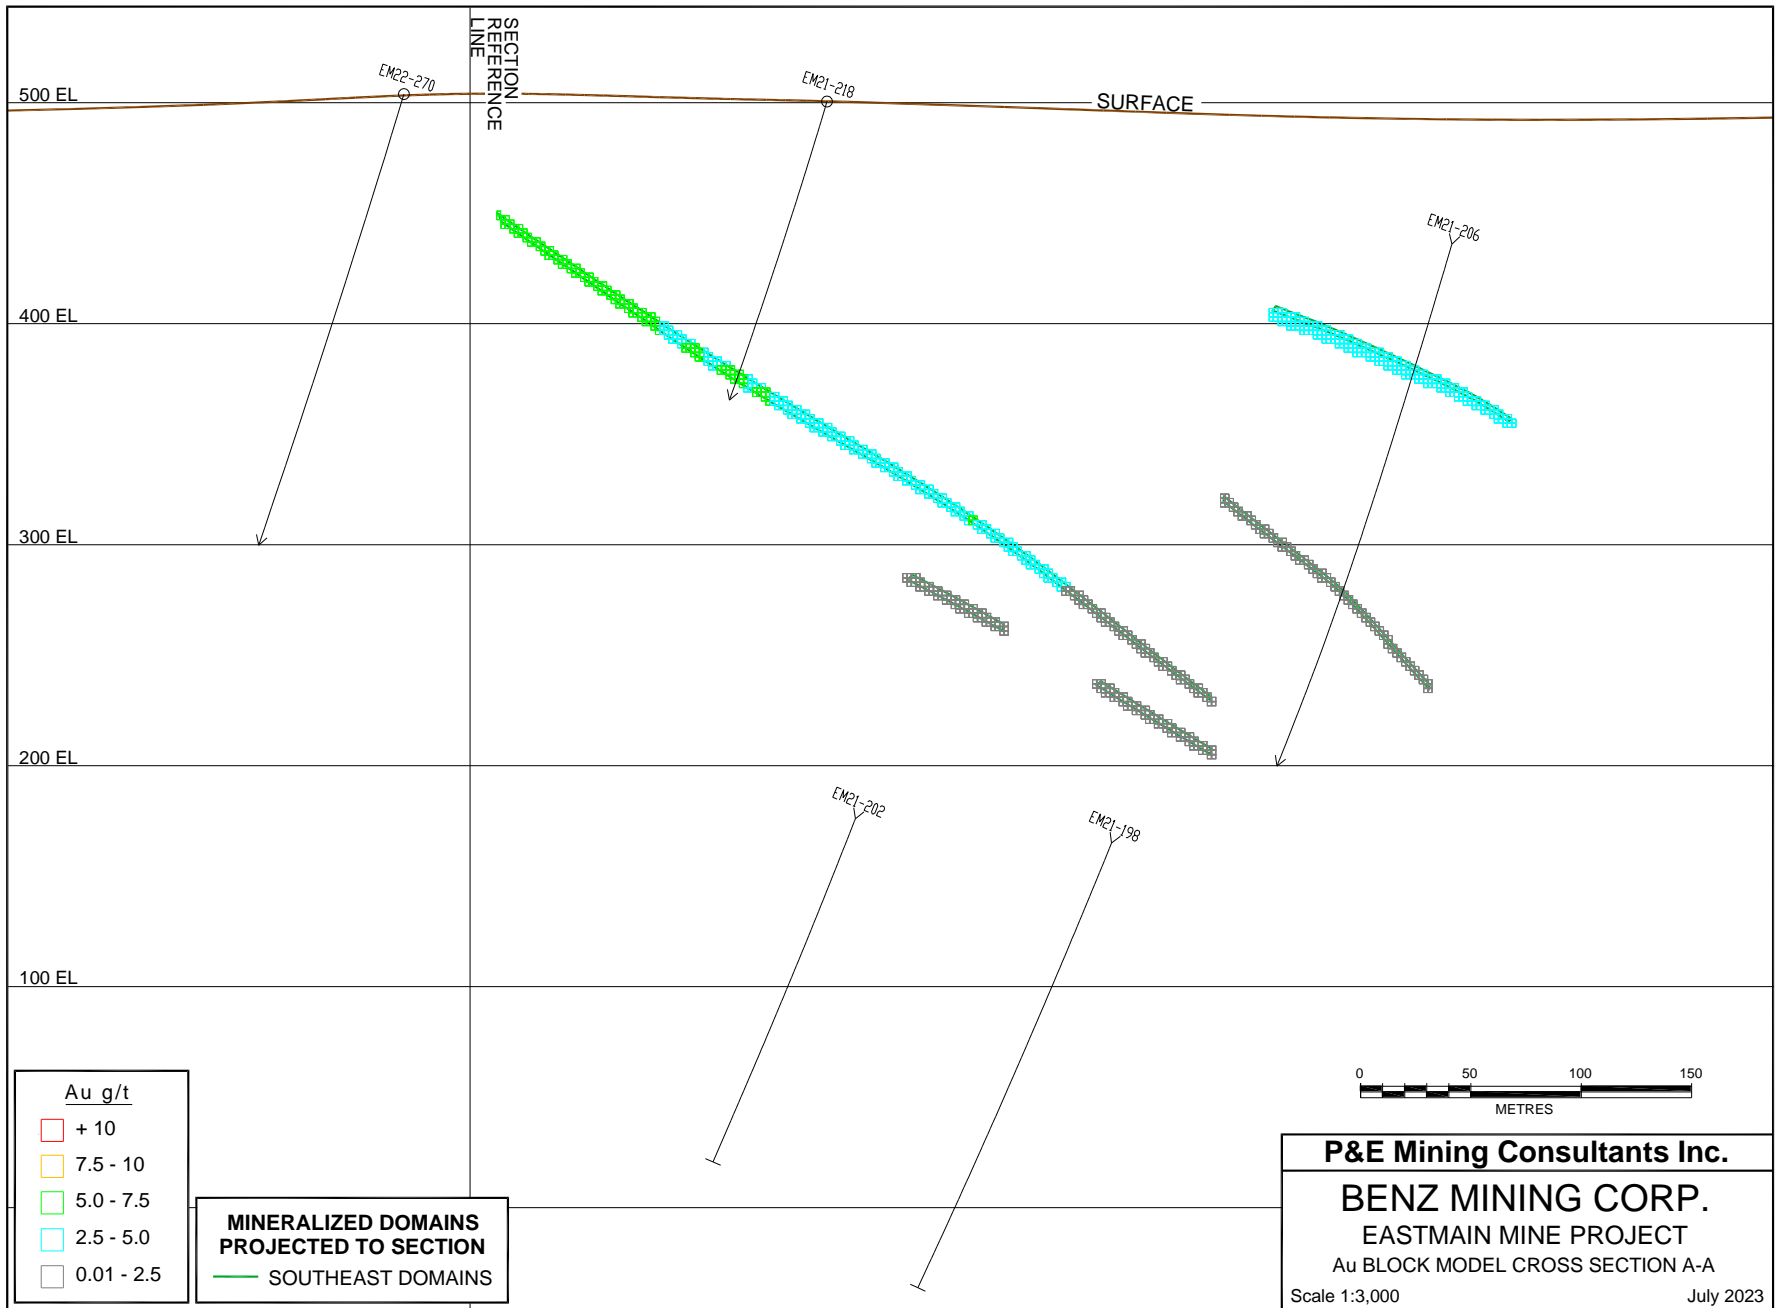 SECTION
REFERENCE
LINE
EM22-270
EM21-218
500 EL
SURFACE
EM21-206
400 EL
300 EL
200 EL
EM21-202
EM21-198
100 EL
Au g/t
+ 10
7.5 - 10
5.0 - 7.5
2.5 - 5.0
0.01 - 2.5
MINERALIZED DOMAINS
PROJECTED TO SECTION
SOUTHEAST DOMAINS
0 50 100 150
METRES
P&E Mining Consultants Inc.
BENZ MINING CORP.
EASTMAIN MINE PROJECT
Au BLOCK MODEL CROSS SECTION A-A
Scale 1:3,000 July 2023